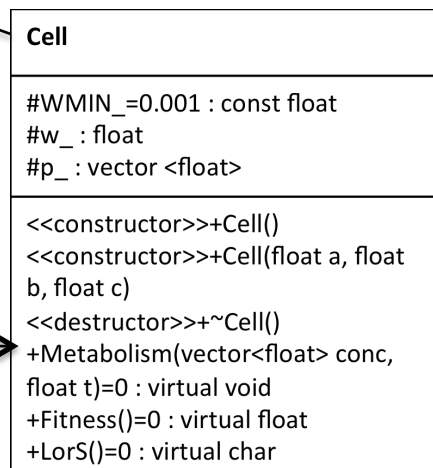 Cell
#WMIN_=0.001 : const float
#w_ : float
#p_ : vector <float>
<<constructor>>+Cell()
<<constructor>>+Cell(float a, float
b, float c)
<<destructor>>+~Cell()
+Metabolism(vector<float> conc,
float t)=0 : virtual void
+Fitness()=0 : virtual float
+LorS()=0 : virtual char